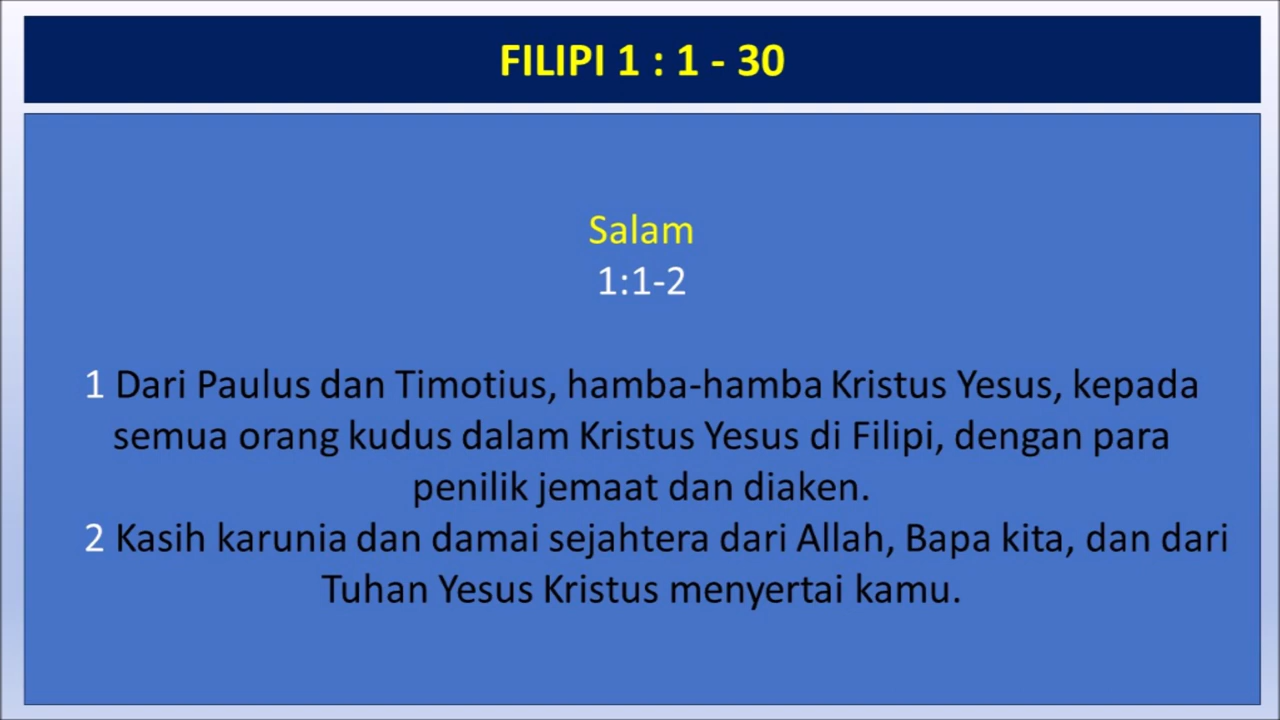 FILIPI 1 : 1 - 30
Salam
1:1-2
1 Dari Paulus dan Timotius, hamba-hamba Kristus Yesus, kepada
semua orang kudus dalam Kristus Yesus di Filipi, dengan para
penilik jemaat dan diaken.
2 Kasih karunia dan damai sejahtera dari Allah, Bapa kita, dan dari
Tuhan Yesus Kristus menyertai kamu.